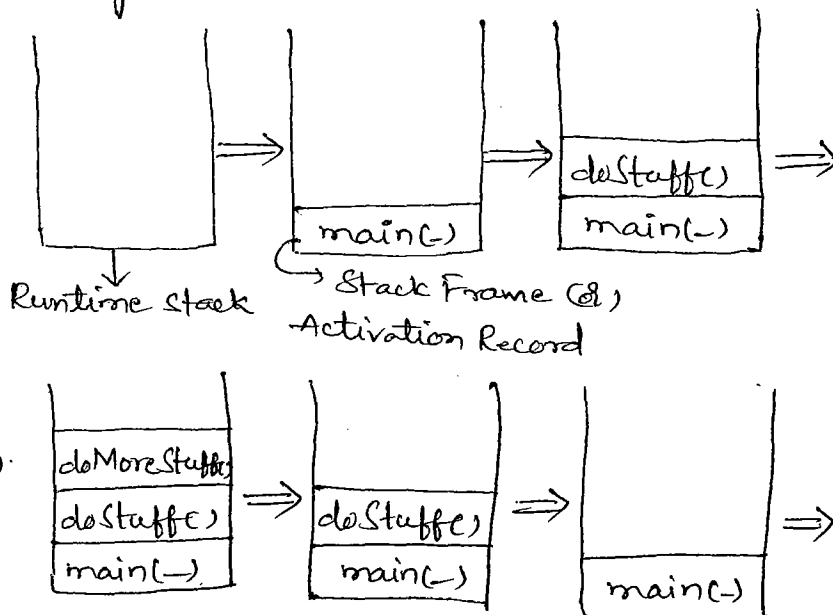 doStuff()
main(-) main(-)
Runtime Stack
Stack Frame (or)
Activation Record
doMoreStuff()
doStuff() doStuff()
main(-) main(-) main(-)